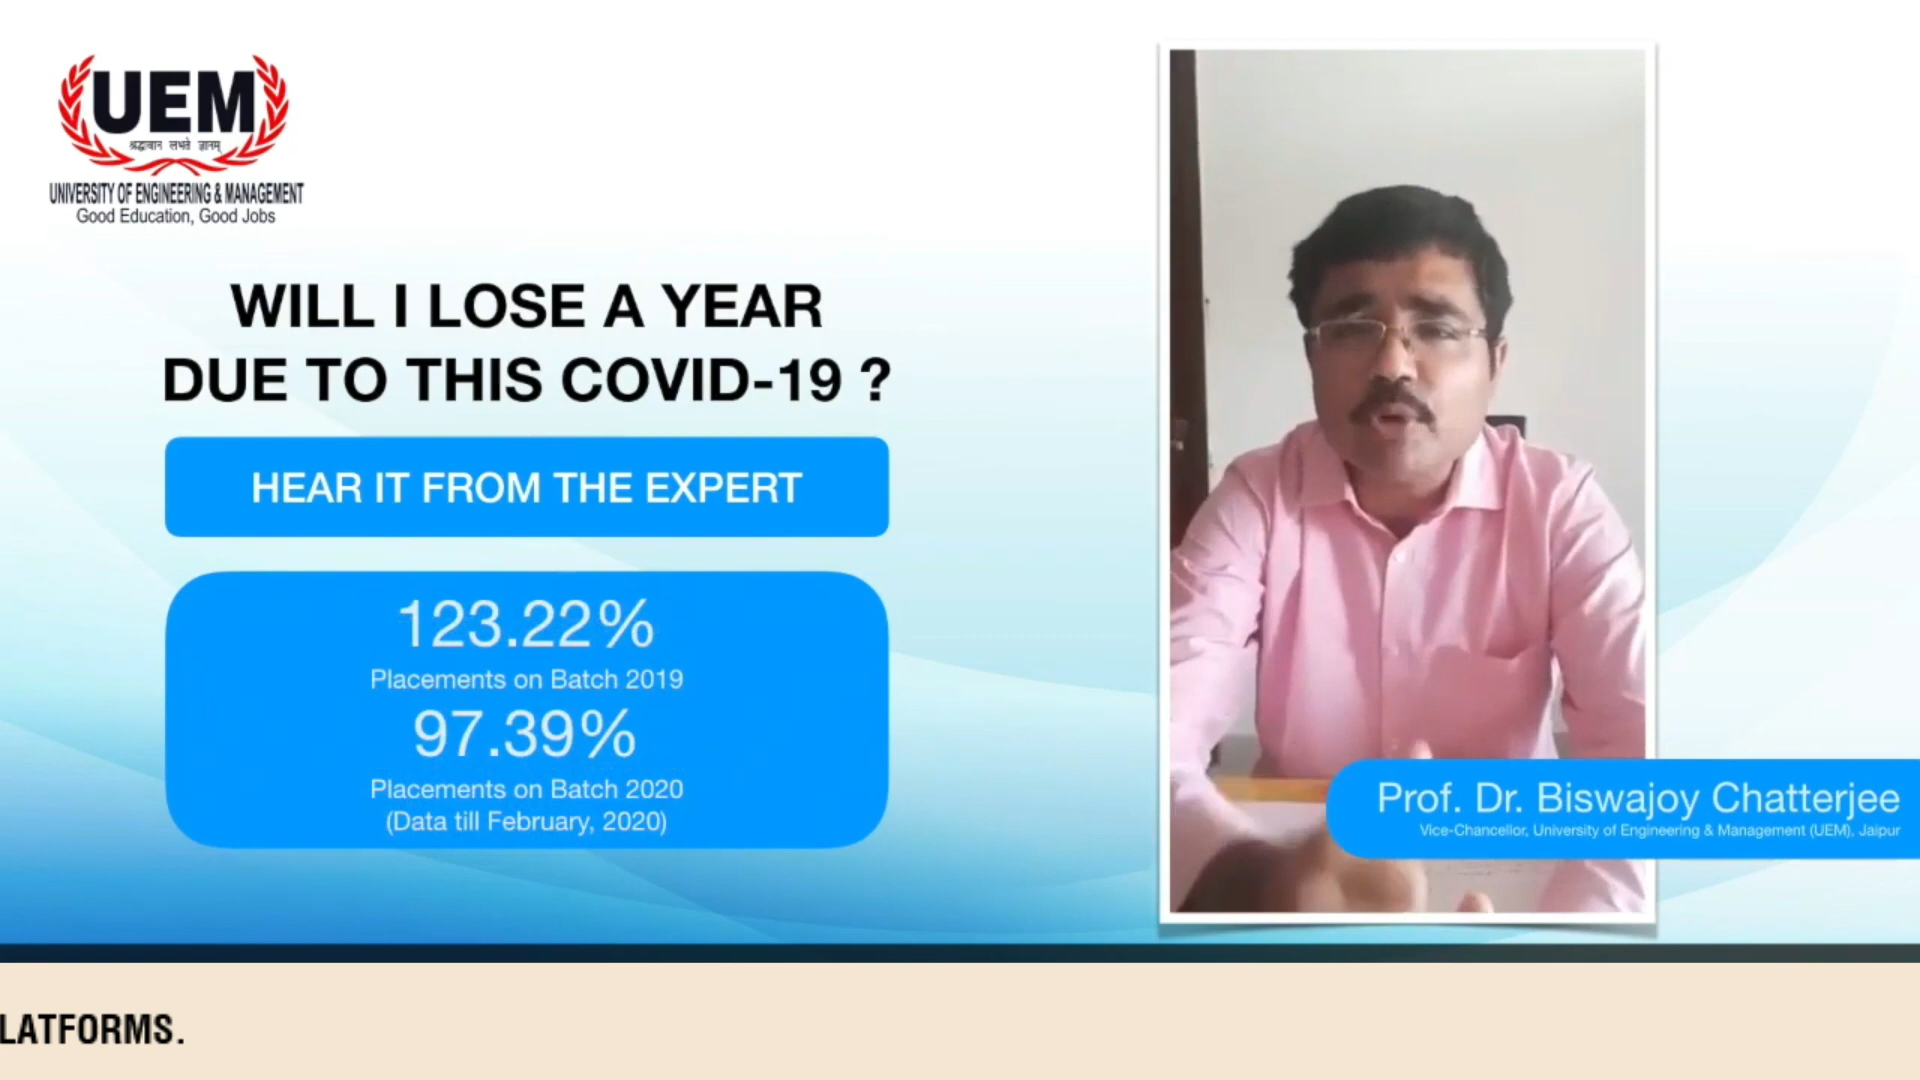 UEM
श्रद्धावान लभते ज्ञानम्
UNIVERSITY OF ENGINEERING & MANAGEMENT
Good Education, Good Jobs
WILL I LOSE A YEAR
DUE TO THIS COVID-19 ?
HEAR IT FROM THE EXPERT
123.22%
Placements on Batch 2019
97.39%
Placements on Batch 2020
(Data till February, 2020)
Prof. Dr. Biswajoy Chatterjee
Vice-Chancellor, University of Engineering & Management (UEM), Jaipur
LATFORMS.